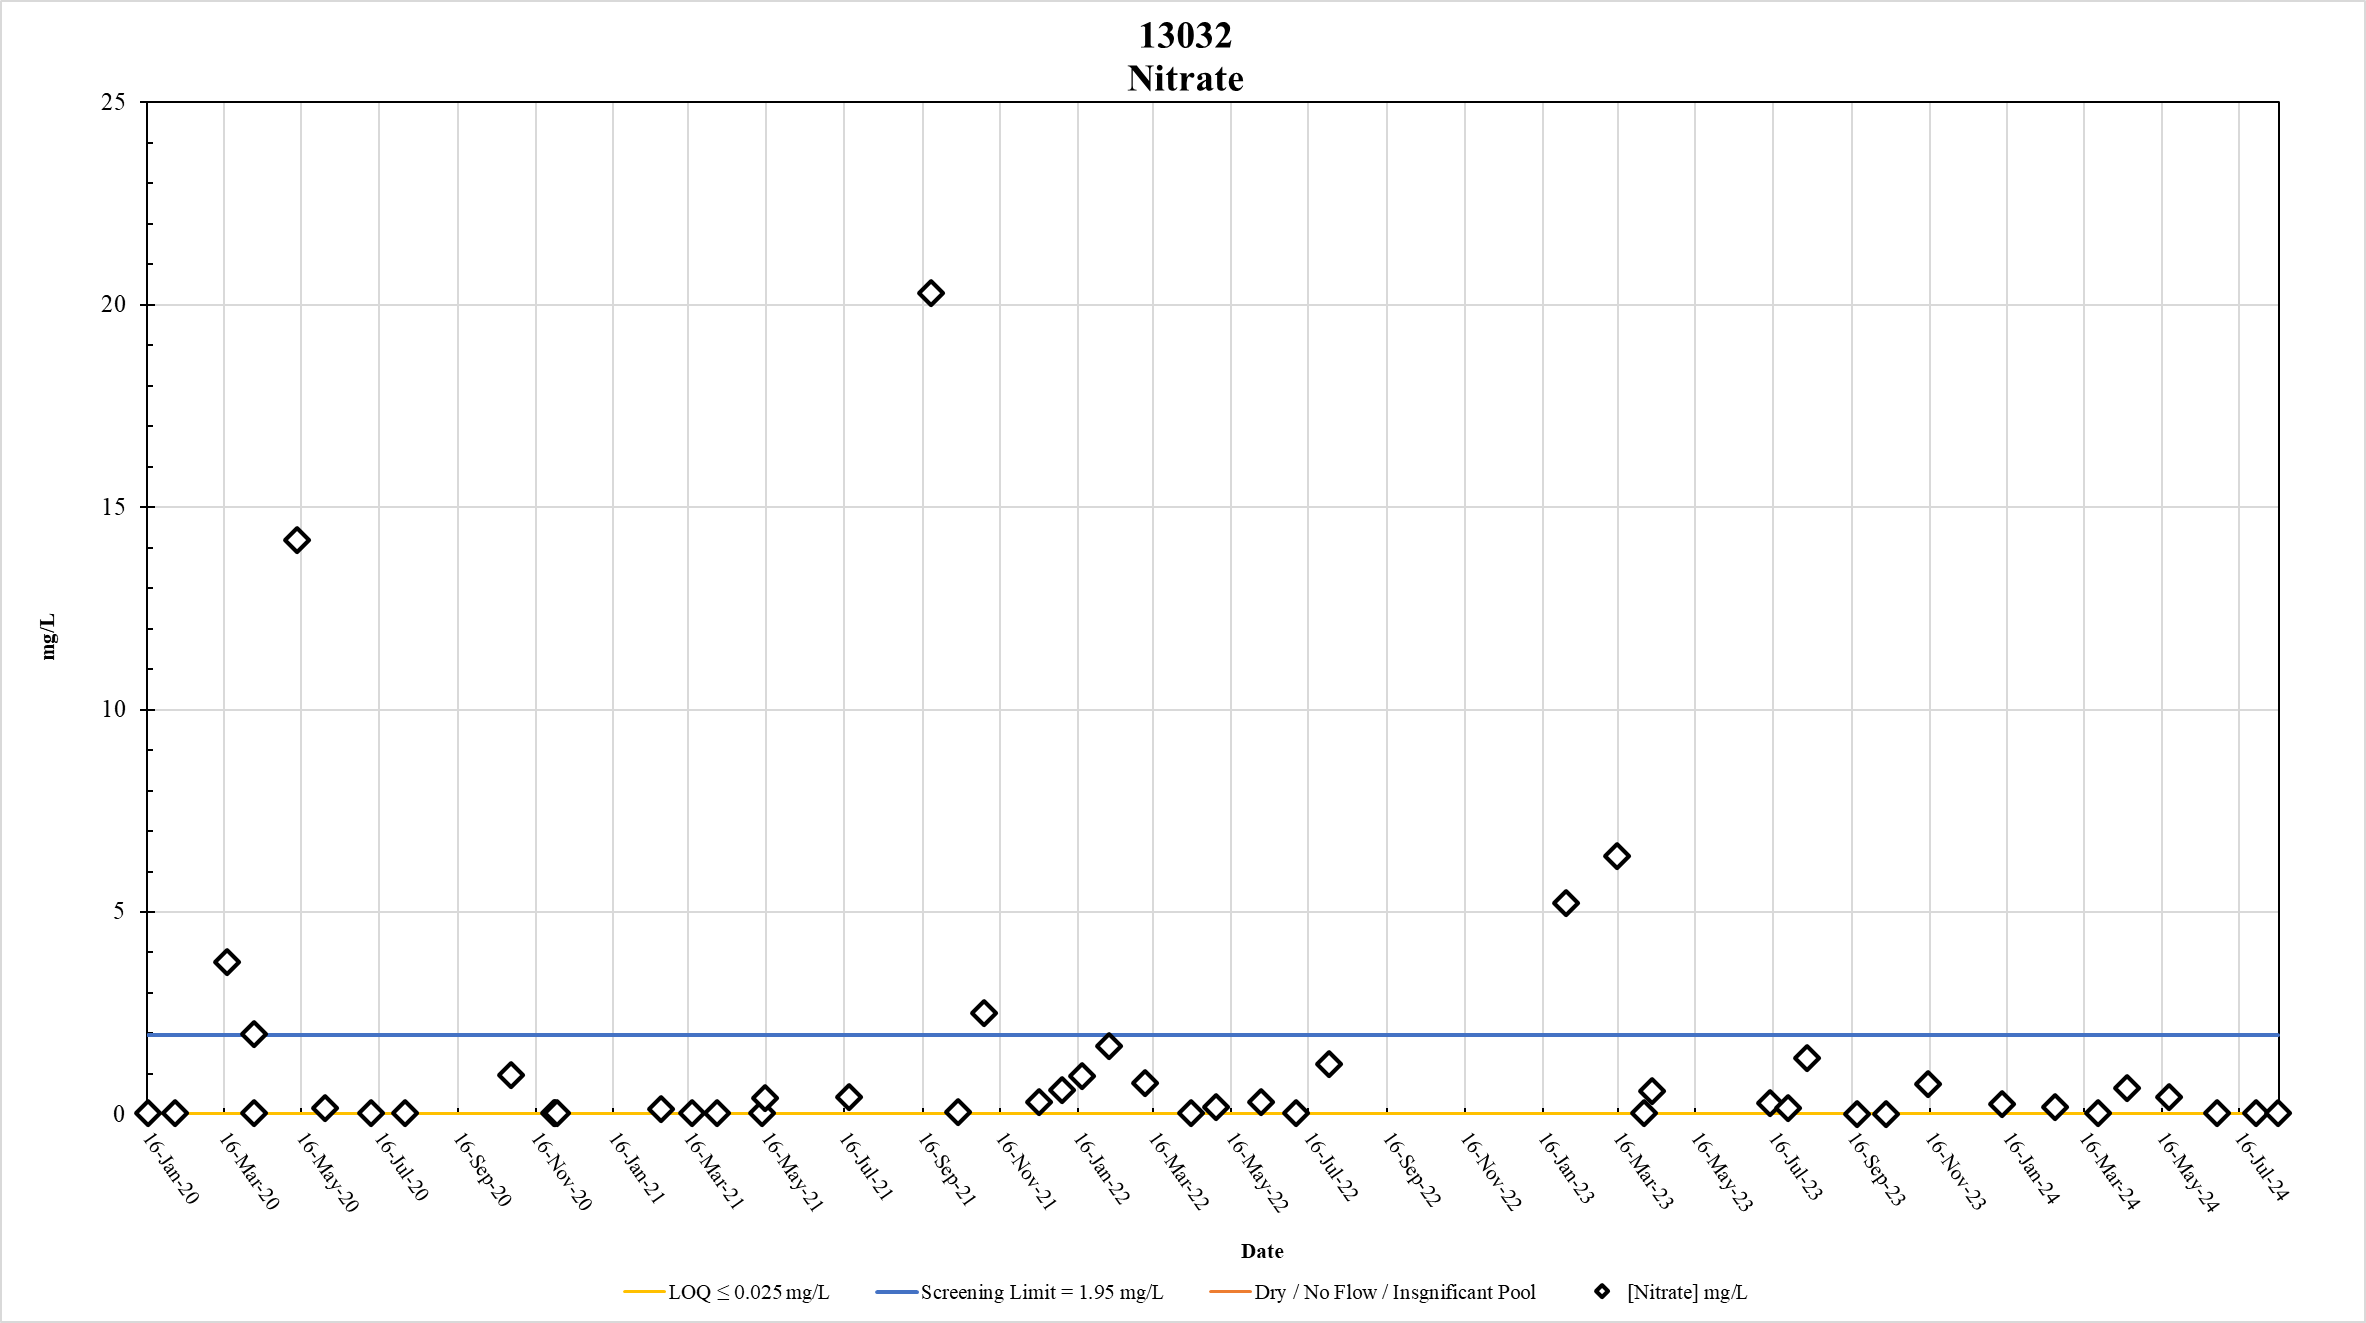 13032
Nitrate
25
20
15
10
5
0
mg/L
16-Jan-20
16-Mar-20
16-May-20
16-Jul-20
16-Sep-20
16-Nov-20
16-Jan-21
16-Mar-21
16-May-21
16-Jul-21
16-Sep-21
16-Nov-21
16-Jan-22
16-Mar-22
16-May-22
16-Jul-22
16-Sep-22
16-Nov-22
16-Jan-23
16-Mar-23
16-May-23
16-Jul-23
16-Sep-23
16-Nov-23
16-Jan-24
16-Mar-24
16-May-24
16-Jul-24
Date
LOQ ≤ 0.025 mg/L
Screening Limit = 1.95 mg/L
Dry / No Flow / Insgnificant Pool
[Nitrate] mg/L